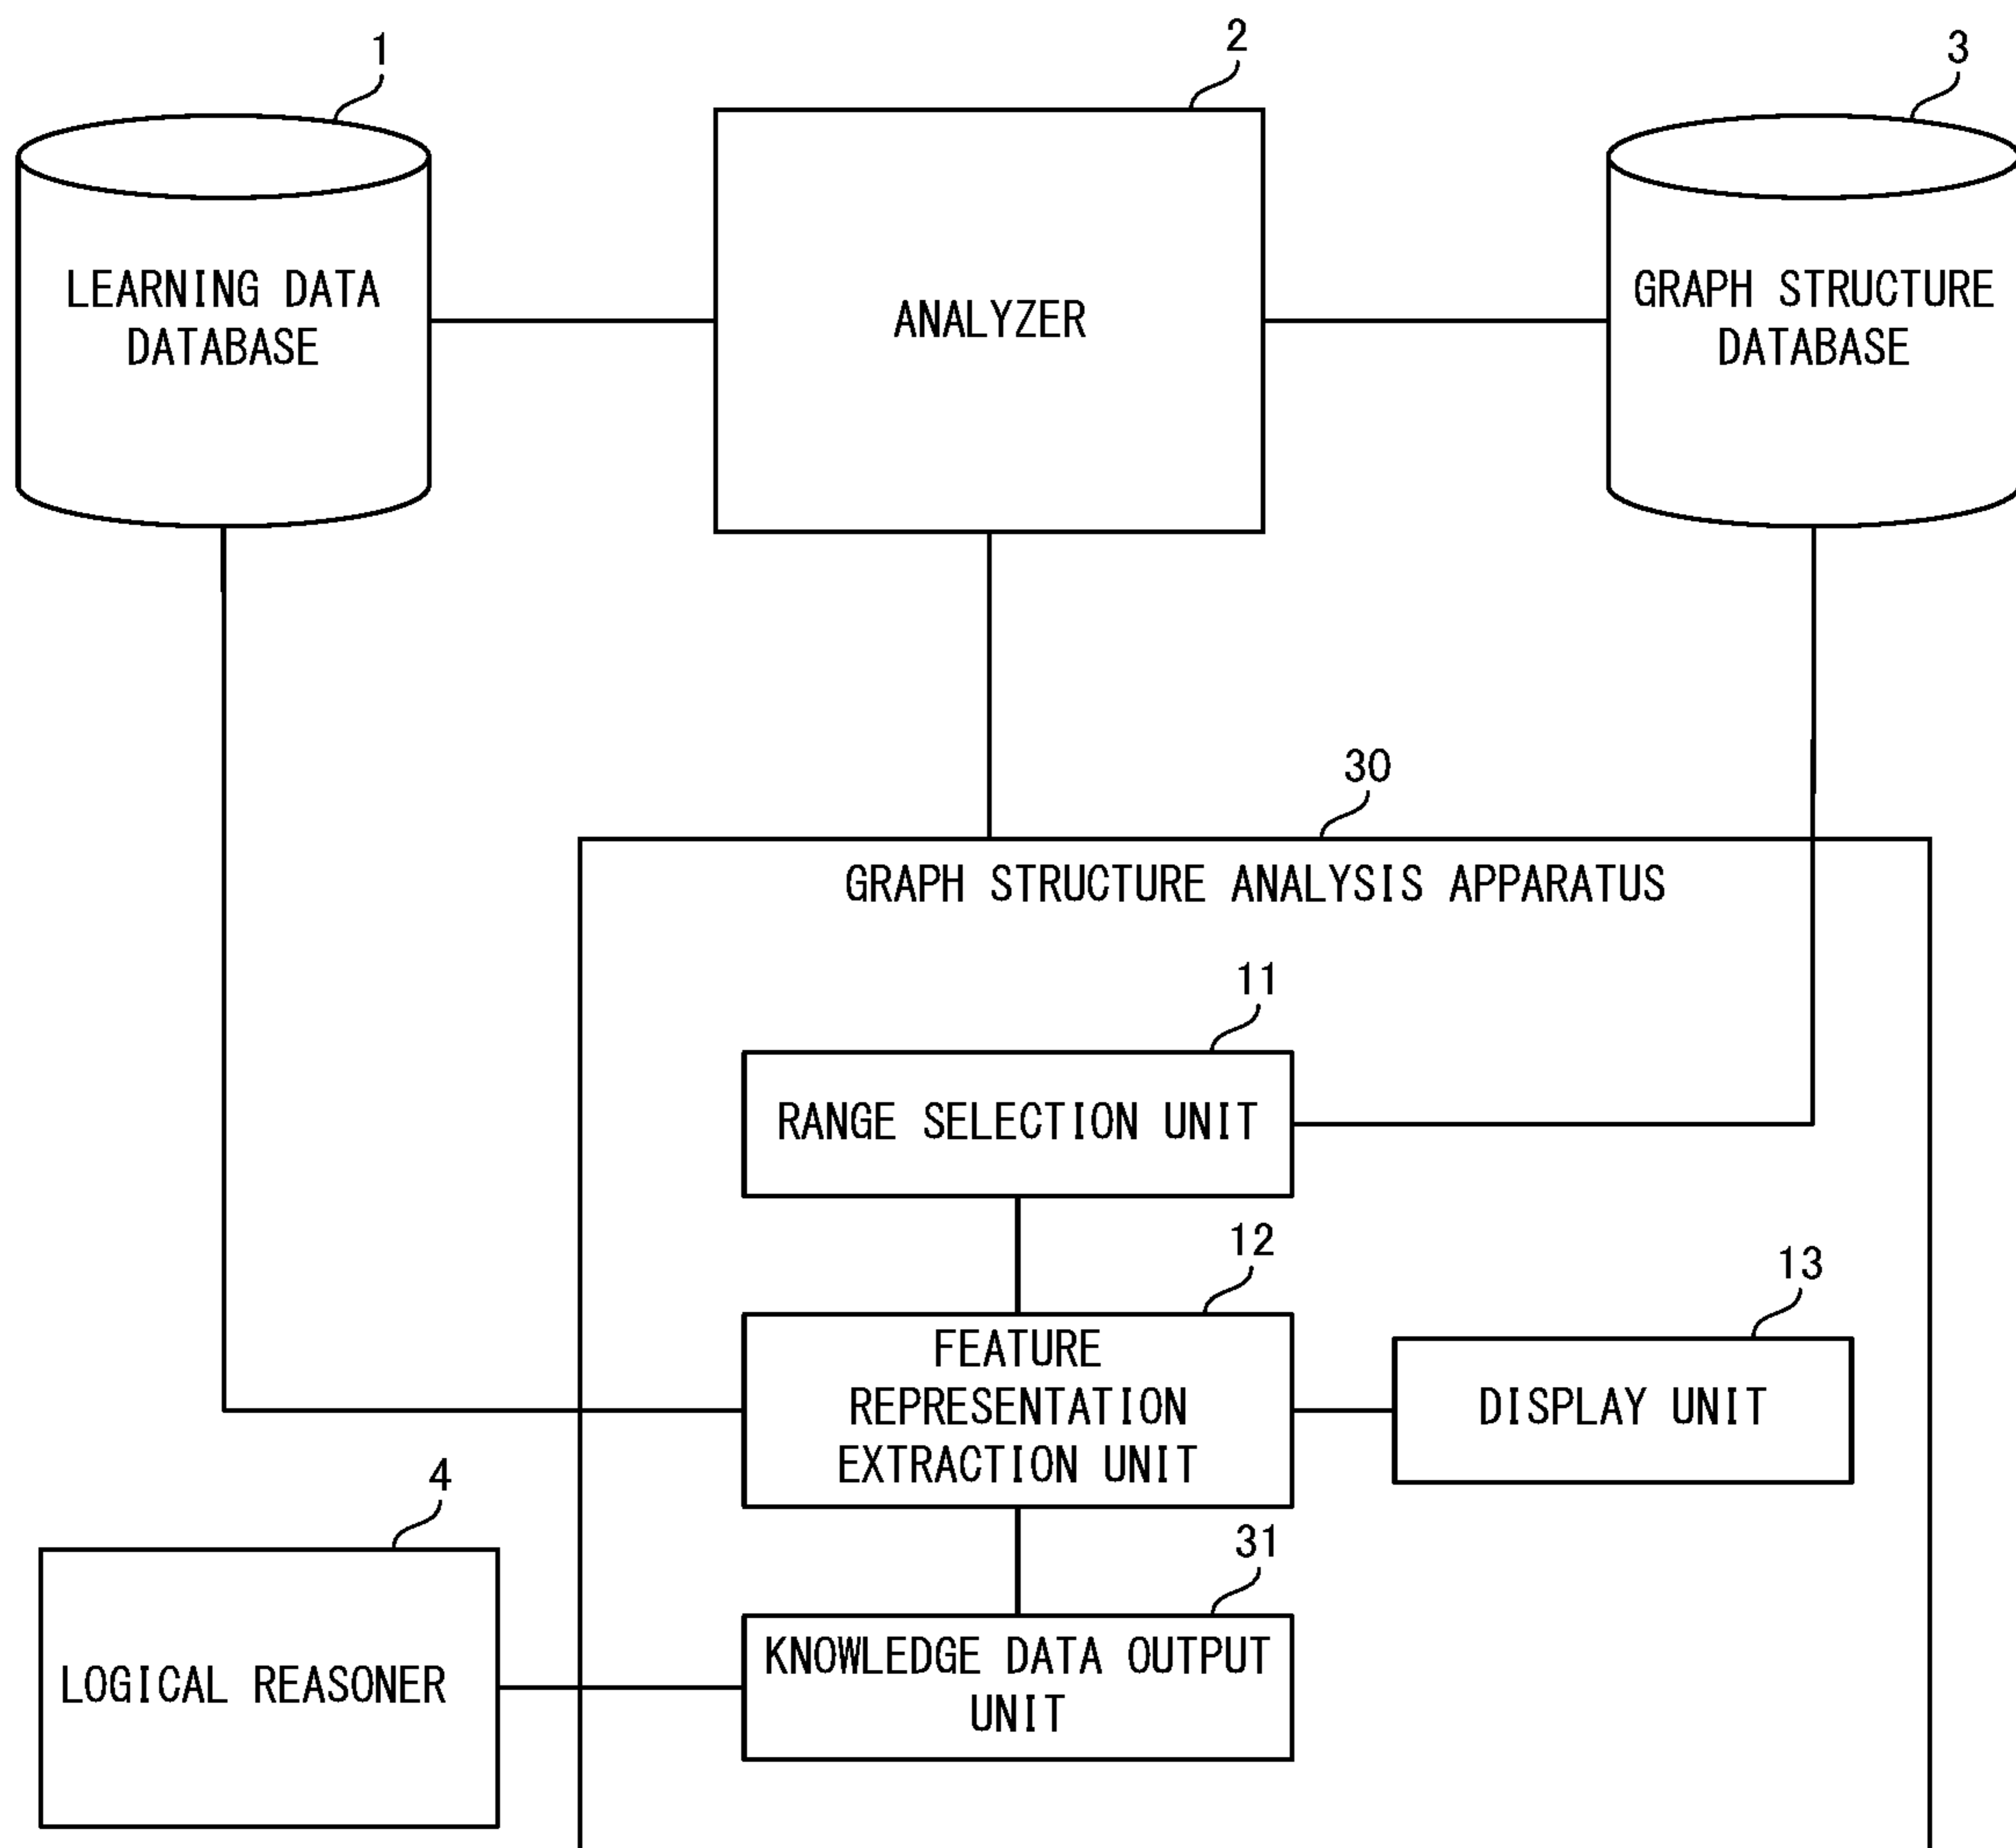 1
2
3
LEARNING DATA
DATABASE
ANALYZER
GRAPH STRUCTURE
DATABASE
30
GRAPH STRUCTURE ANALYSIS APPARATUS
11
RANGE SELECTION UNIT
12
13
FEATURE
REPRESENTATION
EXTRACTION UNIT
DISPLAY UNIT
4
31
LOGICAL REASONER
KNOWLEDGE DATA OUTPUT
UNIT